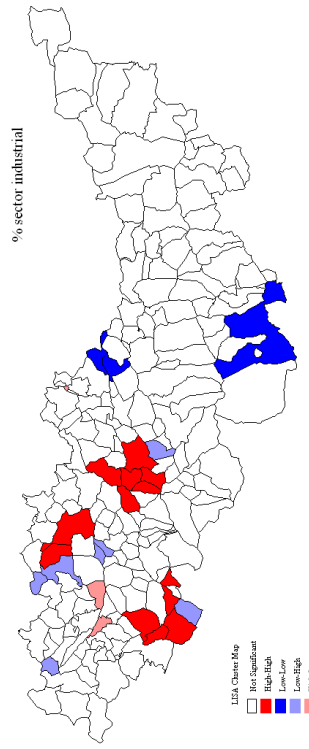 % sector industrial
LISA Cluster Map
Not Significant
High-High
Low-Low
Low-High